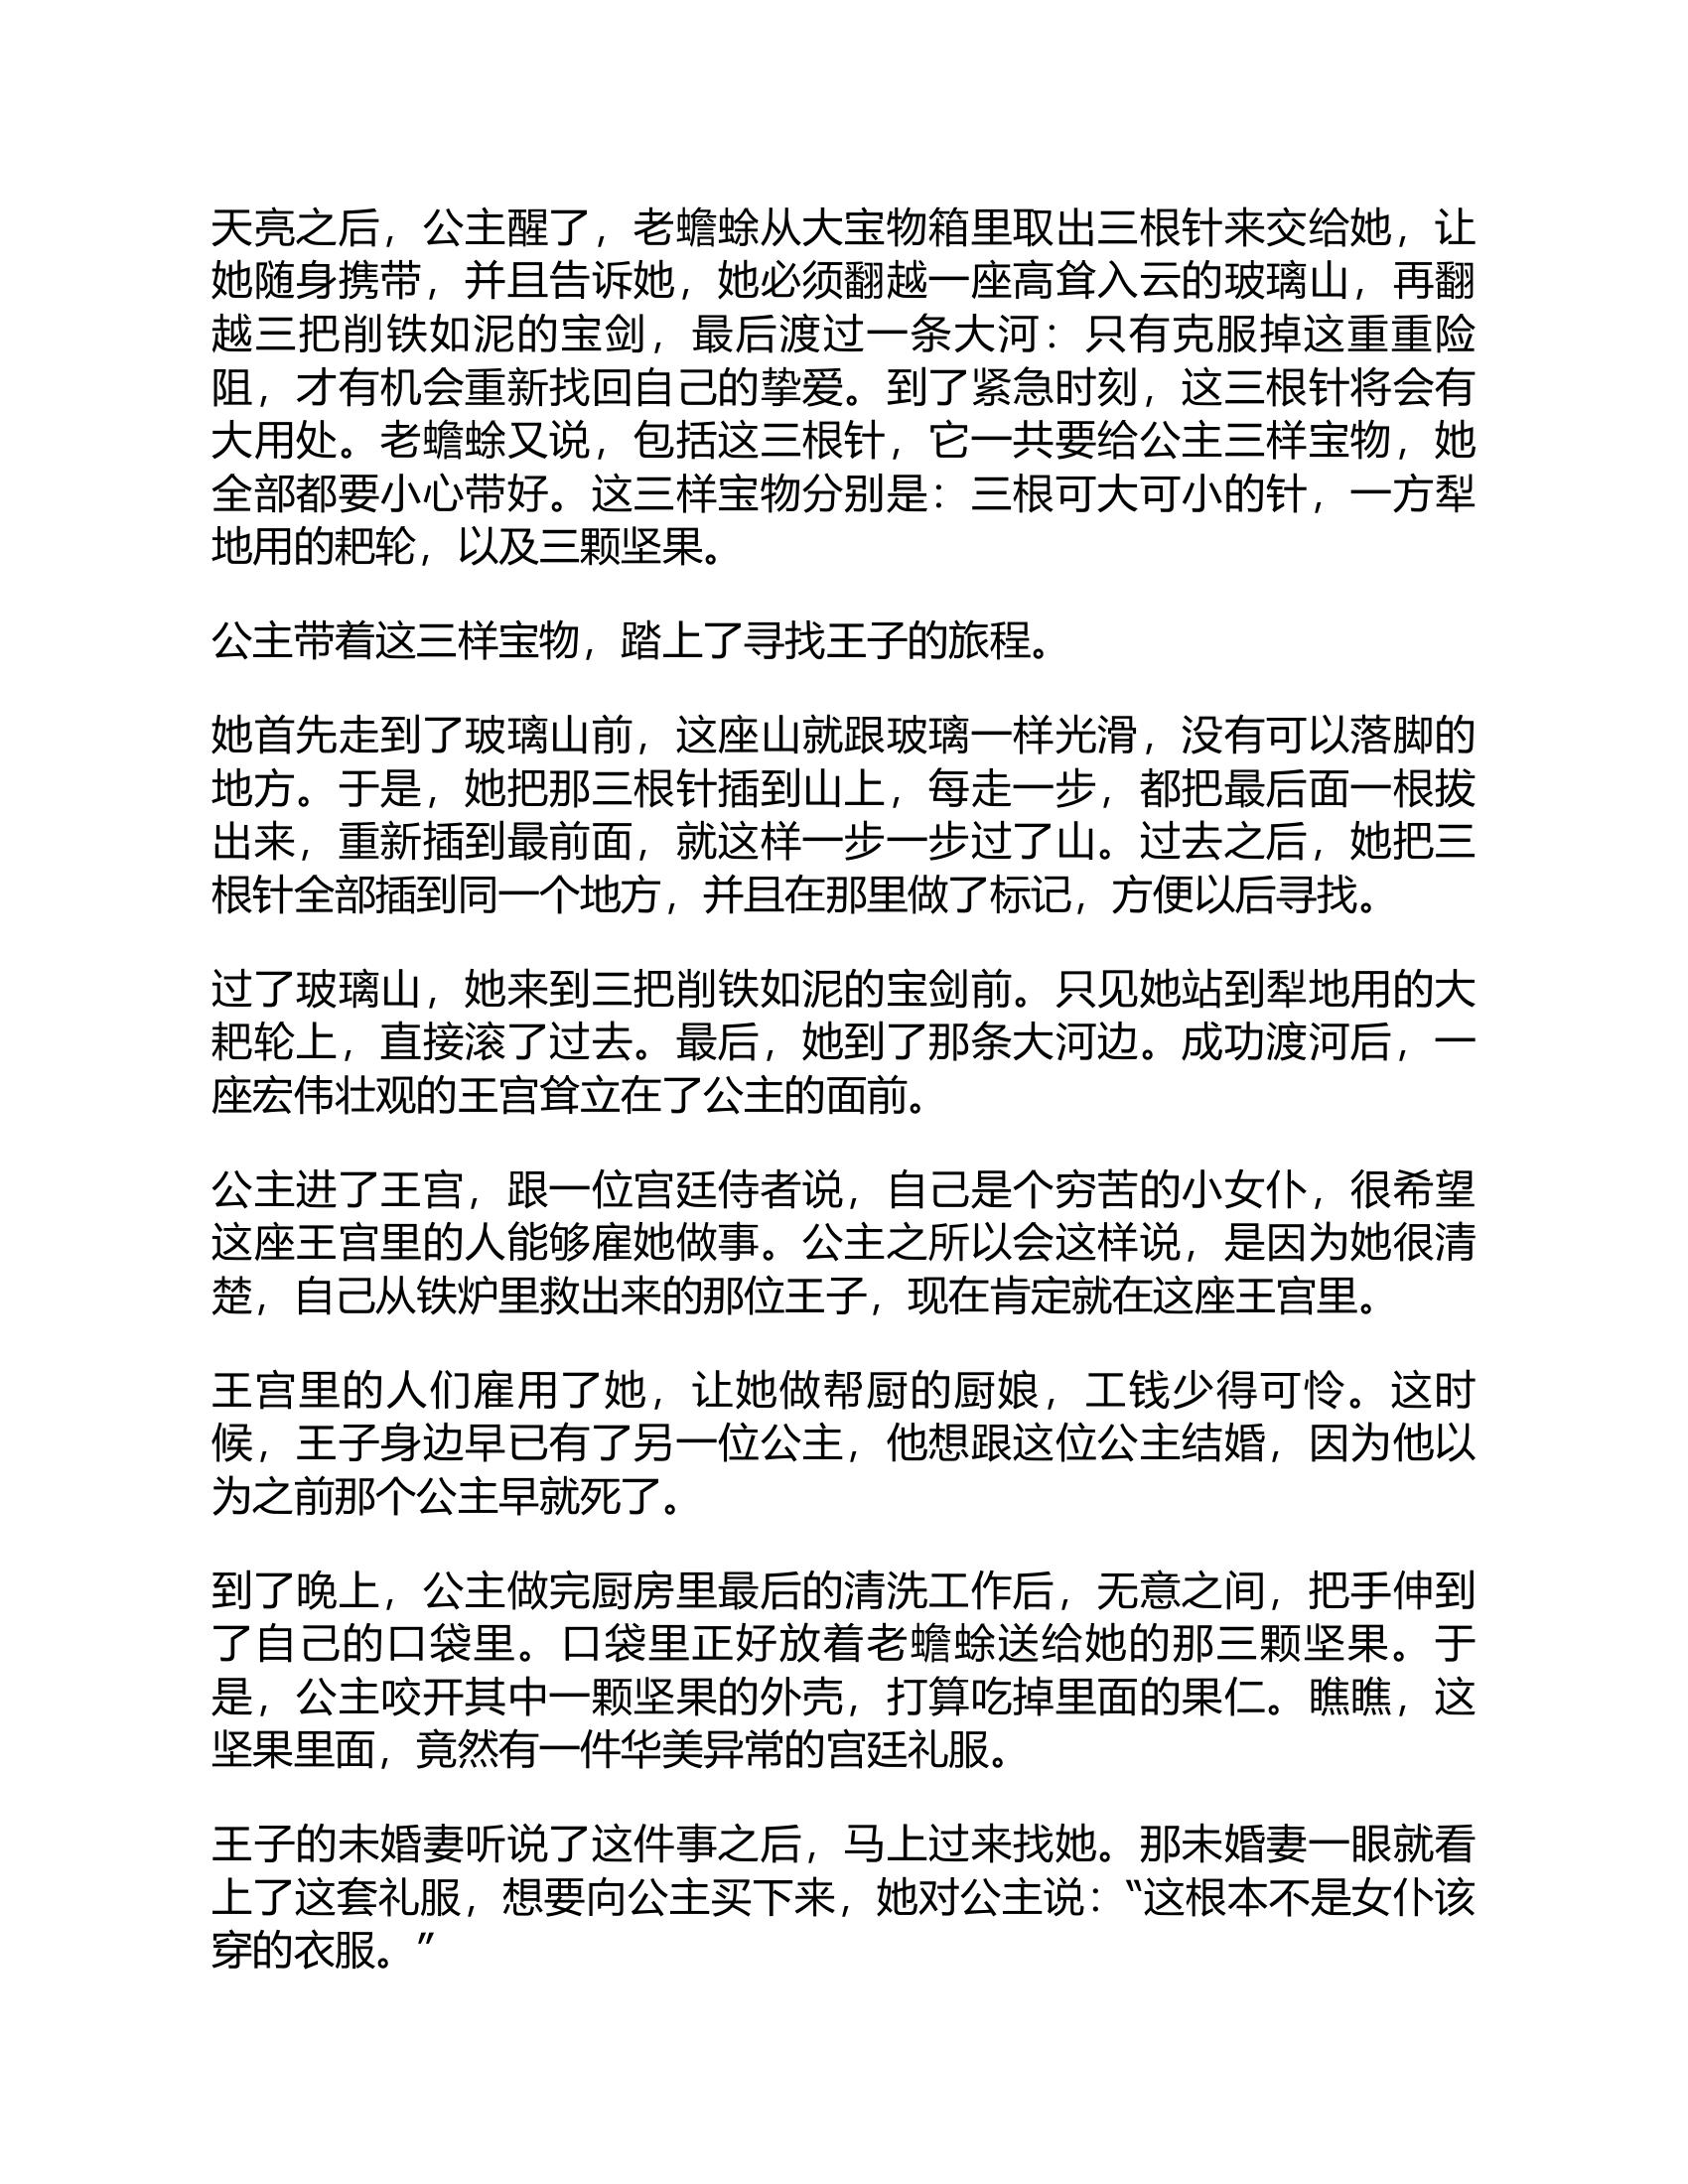 天亮之后，公主醒了，老蟾蜍从大宝物箱里取出三根针来交给她，让
她随身携带，并且告诉她，她必须翻越一座高耸入云的玻璃山，再翻
越三把削铁如泥的宝剑，最后渡过一条大河：只有克服掉这重重险
阻，才有机会重新找回自己的挚爱。到了紧急时刻，这三根针将会有
大用处。老蟾蜍又说，包括这三根针，它一共要给公主三样宝物，她
全部都要小心带好。这三样宝物分别是：三根可大可小的针，一方犁
地用的耙轮，以及三颗坚果。
公主带着这三样宝物，踏上了寻找王子的旅程。
她首先走到了玻璃山前，这座山就跟玻璃一样光滑，没有可以落脚的
地方。于是，她把那三根针插到山上，每走一步，都把最后面一根拔
出来，重新插到最前面，就这样一步一步过了山。过去之后，她把三
根针全部插到同一个地方，并且在那里做了标记，方便以后寻找。
过了玻璃山，她来到三把削铁如泥的宝剑前。只见她站到犁地用的大
耙轮上，直接滚了过去。最后，她到了那条大河边。成功渡河后，一
座宏伟壮观的王宫耸立在了公主的面前。
公主进了王宫，跟一位宫廷侍者说，自己是个穷苦的小女仆，很希望
这座王宫里的人能够雇她做事。公主之所以会这样说，是因为她很清
楚，自己从铁炉里救出来的那位王子，现在肯定就在这座王宫里。
王宫里的人们雇用了她，让她做帮厨的厨娘，工钱少得可怜。这时
候，王子身边早已有了另一位公主，他想跟这位公主结婚，因为他以
为之前那个公主早就死了。
到了晚上，公主做完厨房里最后的清洗工作后，无意之间，把手伸到
了自己的口袋里。口袋里正好放着老蟾蜍送给她的那三颗坚果。于
是，公主咬开其中一颗坚果的外壳，打算吃掉里面的果仁。瞧瞧，这
坚果里面，竟然有一件华美异常的宫廷礼服。
王子的未婚妻听说了这件事之后，马上过来找她。那未婚妻一眼就看
上了这套礼服，想要向公主买下来，她对公主说：“这根本不是女仆该
穿的衣服。”